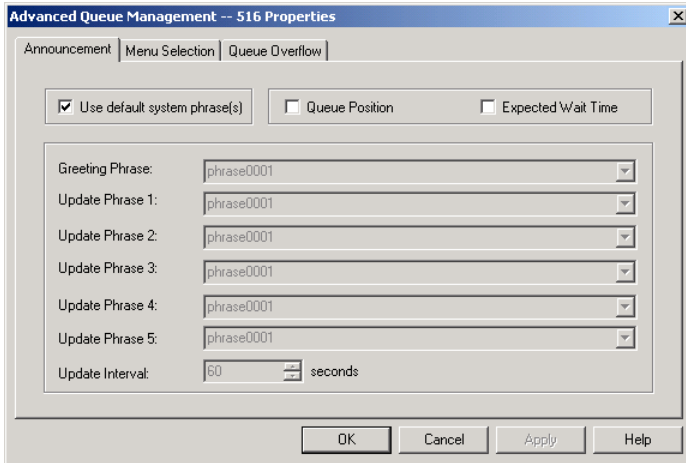 Advanced Queue Management -- 516 Properties
Announcement Menu Selection Queue Overflow
Use default system phrase(s) Queue Position Expected Wait Time
Greeting Phrase: phrase0001
Update Phrase 1: phrase0001
Update Phrase 2: phrase0001
Update Phrase 3: phrase0001
Update Phrase 4: phrase0001
Update Phrase 5: phrase0001
Update Interval: 60 seconds
OK Cancel Apply Help